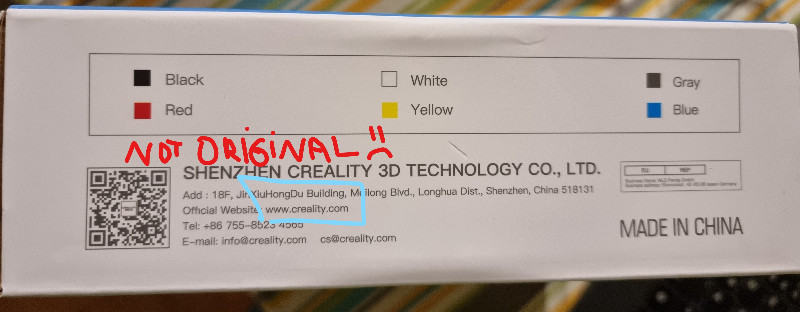 Black White Gray
Red Yellow Blue
NOT ORIGINAL !!
SHENZHEN CREALITY 3D TECHNOLOGY CO., LTD.
Add : 18F, JinXiuHongDu Building, Meilong Blvd., Longhua Dist., Shenzhen, China 518131
Official Website: www.creality.com
Tel: +86 755-8523 4565
E-mail: info@creality.com cs@creality.com
MADE IN CHINA